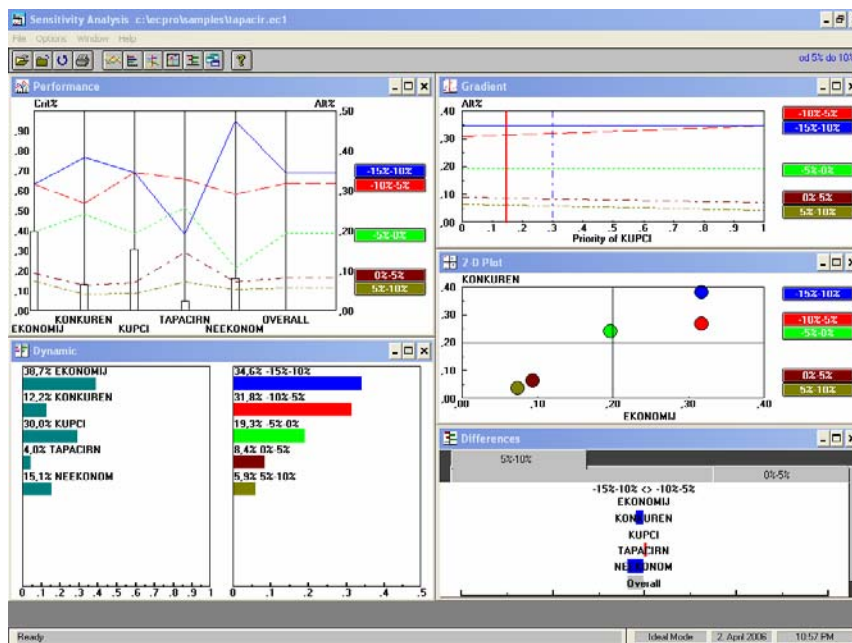 Sensitivity Analysis c:\ecpro\samples\tapacir.ec1
File Options Window Help
od 5% do 10%
Performance
Crit% Alt%
.90
.80
.70
.60
.50
.40
.30
.20
.10
.00
.50
.40
.30
.20
.10
.00
-15%-10%
-10%-5%
-5%-0%
0%-5%
5%-10%
KONKUREN TAPACIRN OVERALL
EKONOMIJ KUPCI NEEKONOM
Gradient
Alt%
.40
.30
.20
.10
.00
0 .1 .2 .3 .4 .5 .6 .7 .8 .9 1
Priority of KUPCI
-10%-5%
-15%-10%
-5%-0%
0%-5%
5%-10%
2-D Plot
KONKUREN
.40
.30
.20
.10
.00
.00 .10 .20 .30 .40
EKONOMIJ
-15%-10%
-10%-5%
-5%-0%
0%-5%
5%-10%
Dynamic
38,7% EKONOMIJ
12,2% KONKUREN
30,0% KUPCI
4,0% TAPACIRN
15,1% NEEKONOM
0 .1 .2 .3 .4 .5 .6 .7 .8 .9 1
34,6% -15%-10%
31,8% -10%-5%
19,3% -5%-0%
8,4% 0%-5%
5,9% 5%-10%
0 .1 .2 .3 .4 .5
Differences
5%-10%
0%-5%
-15%-10% <> -10%-5%
EKONOMIJ
KONKUREN
KUPCI
TAPACIRN
NEEKONOM
Overall
Ready
Ideal Mode
2. April 2006
10:57 PM